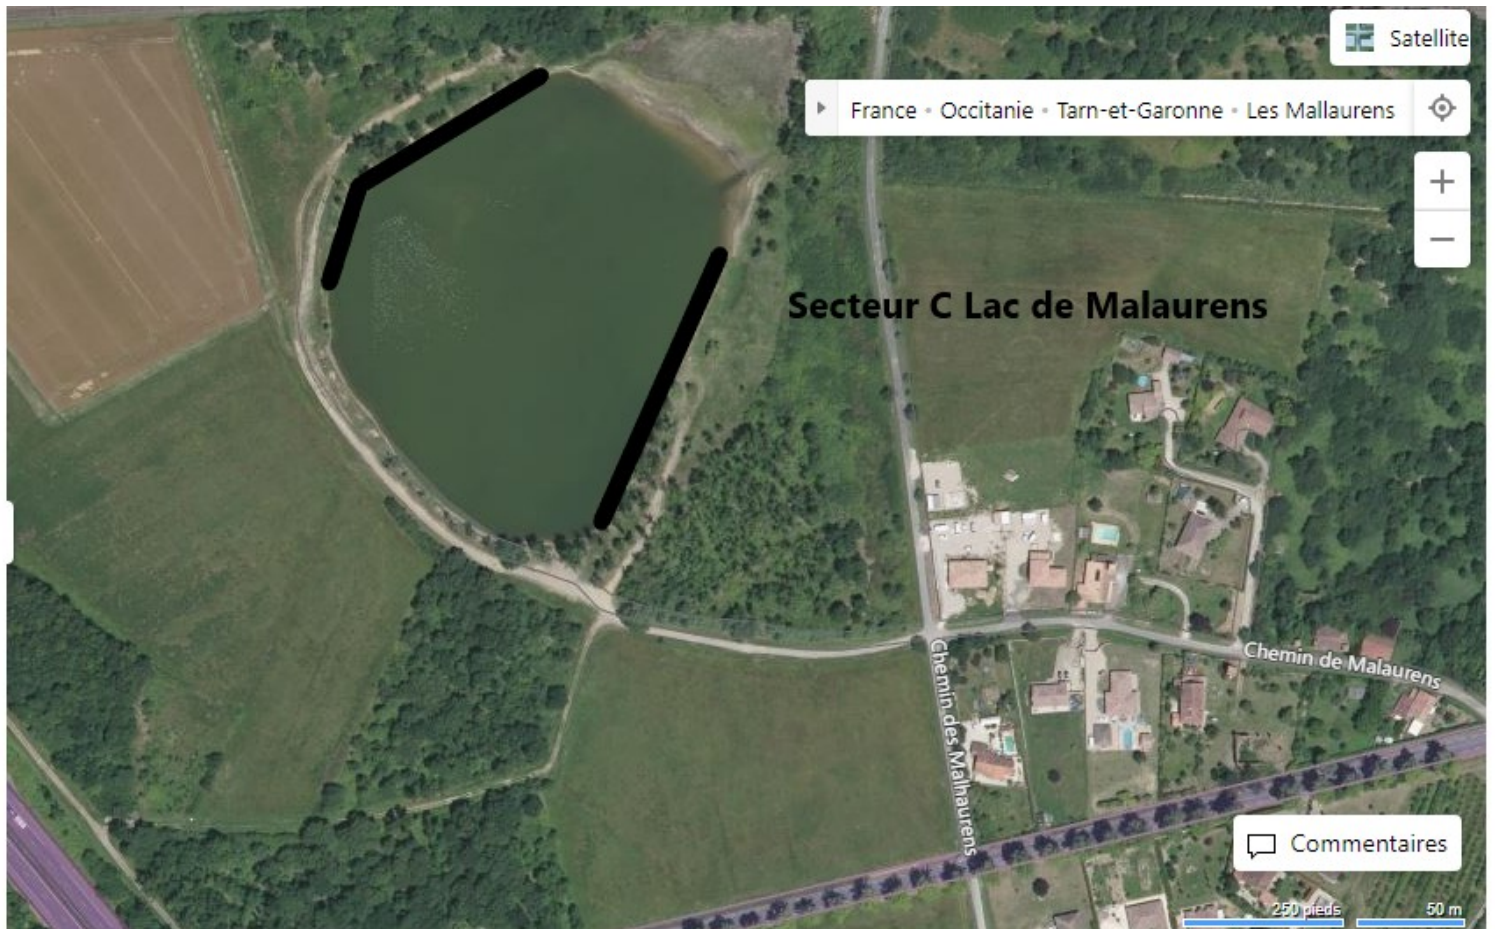 Satellite
France • Occitanie • Tarn-et-Garonne • Les Mallaurens
Secteur C Lac de Malaurens
Chemin de Malaurens
Chemin des Malhaurens
Commentaires
250 pieds
50 m